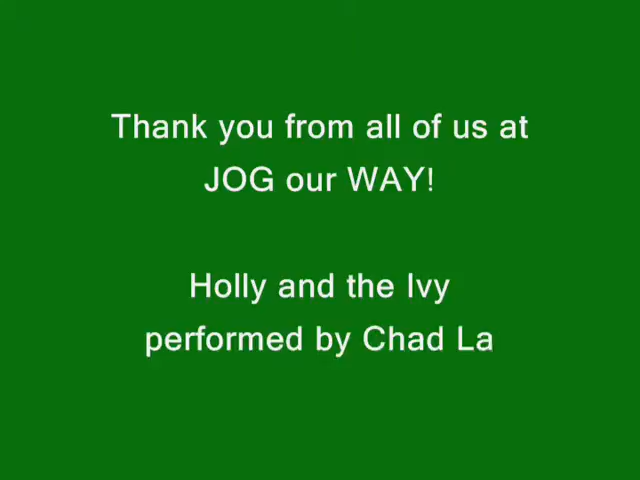 Thank you from all of us at
JOG our WAY!
Holly and the Ivy
performed by Chad La